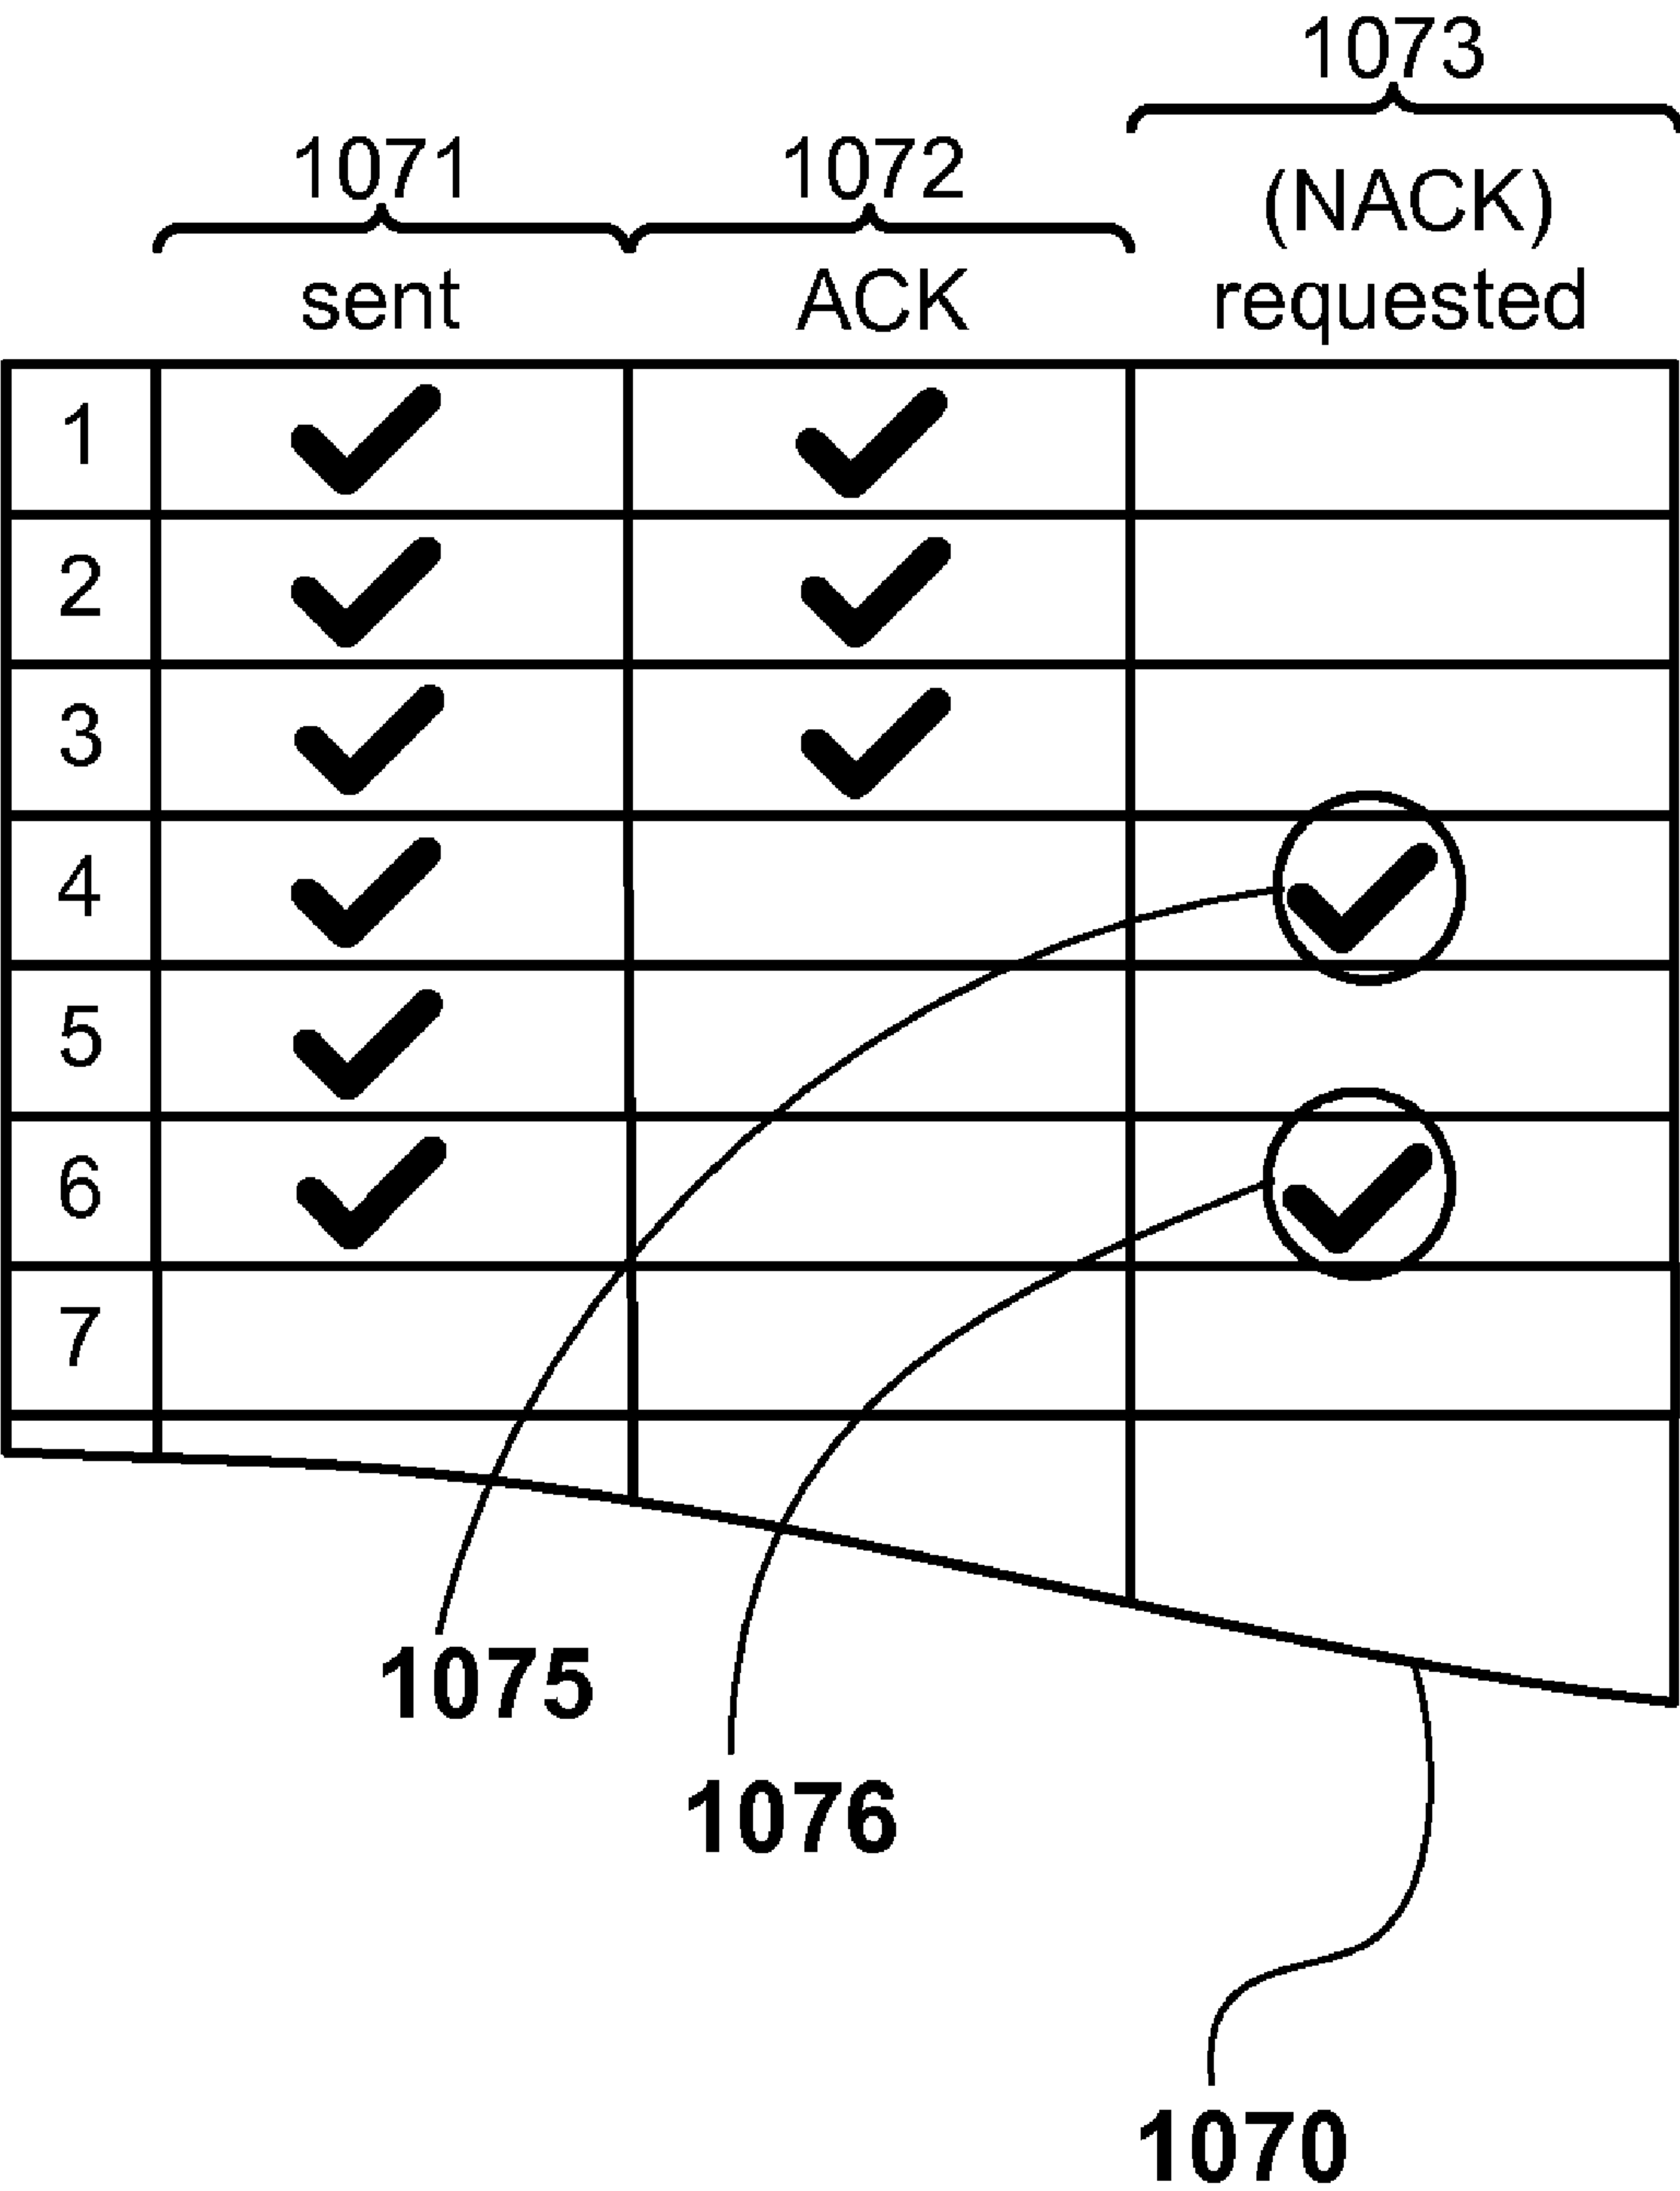 1073
1071 1072 (NACK)
sent ACK requested
1 ✓ ✓
2 ✓ ✓
3 ✓ ✓
4 ✓ ✓
5 ✓
6 ✓ ✓
7
1075
1076
1070